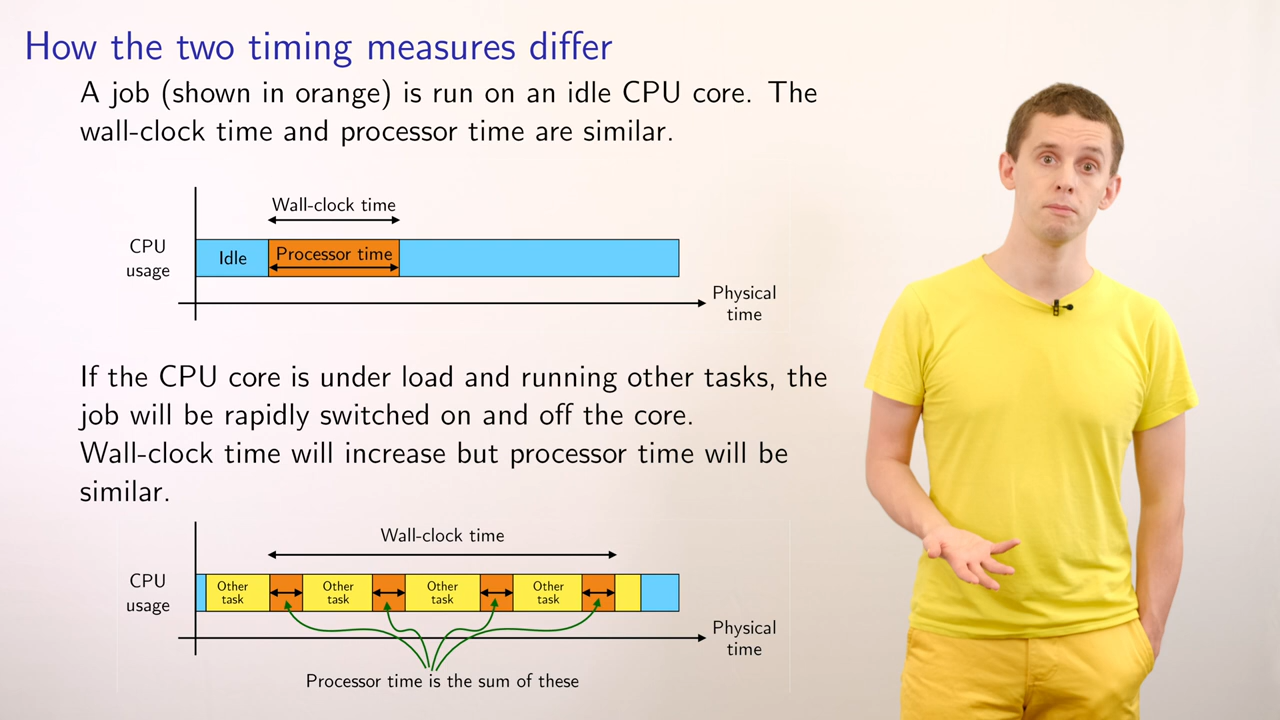 How the two timing measures differ
A job (shown in orange) is run on an idle CPU core. The
wall-clock time and processor time are similar.
Wall-clock time
CPU
usage
Idle
Processor time
Physical
time
If the CPU core is under load and running other tasks, the
job will be rapidly switched on and off the core.
Wall-clock time will increase but processor time will be
similar.
Wall-clock time
CPU
usage
Other
task
Other
task
Other
task
Other
task
Physical
time
Processor time is the sum of these